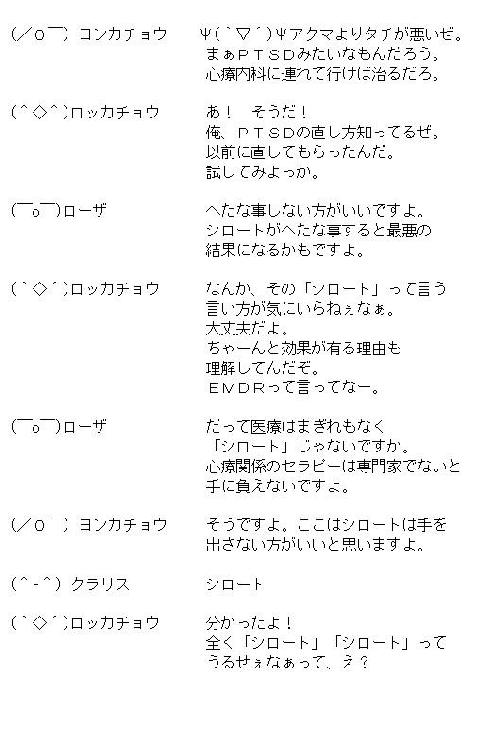 (／０￣) ヨンカチョウ　　Ψ(｀▽´)Ψアクマよりタチが悪いぜ。
まぁＰＴＳＤみたいなもんだろう。
心療内科に連れて行けば治るだろ。
(＾◇＾)ロッカチョウ　　あ！　そうだ！
俺、ＰＴＳＤの直し方知ってるぜ。
以前に直してもらったんだ。
試してみよっか。
(￣o￣)ローザ　　へたな事しない方がいいですよ。
シロートがへたな事すると最悪の
結果になるかもですよ。
(｀◇´)ロッカチョウ　　なんか、その「シロート」って言う
言い方が気にいらねぇなぁ。
大丈夫だよ。
ちゃーんと効果が有る理由も
理解してんだぞ。
ＥＭＤＲって言ってなー。
(￣o￣)ローザ　　だって医療はまぎれもなく
「シロート」じゃないですか。
心療関係のセラピーは専門家でないと
手に負えないですよ。
(／０￣) ヨンカチョウ　　そうですよ。ここはシロートは手を
出さない方がいいと思いますよ。
(＾-＾) クラリス　　シロート
(｀◇´)ロッカチョウ　　分かったよ！
全く「シロート」「シロート」って
うるせぇなぁって、え？